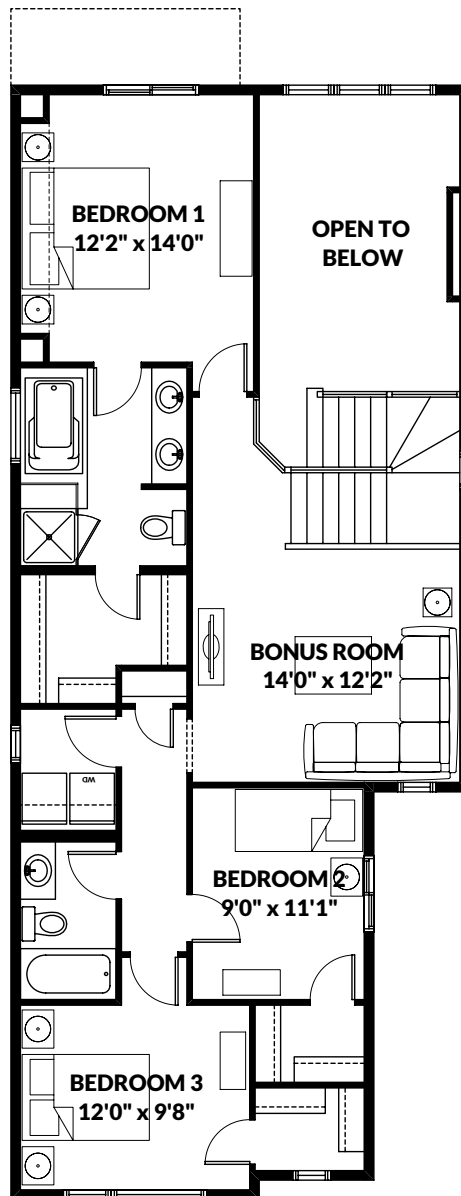 BEDROOM 1
12'2" x 14'0"
OPEN TO
BELOW
BONUS ROOM
14'0" x 12'2"
WD
BEDROOM 2
9'0" x 11'1"
BEDROOM 3
12'0" x 9'8"